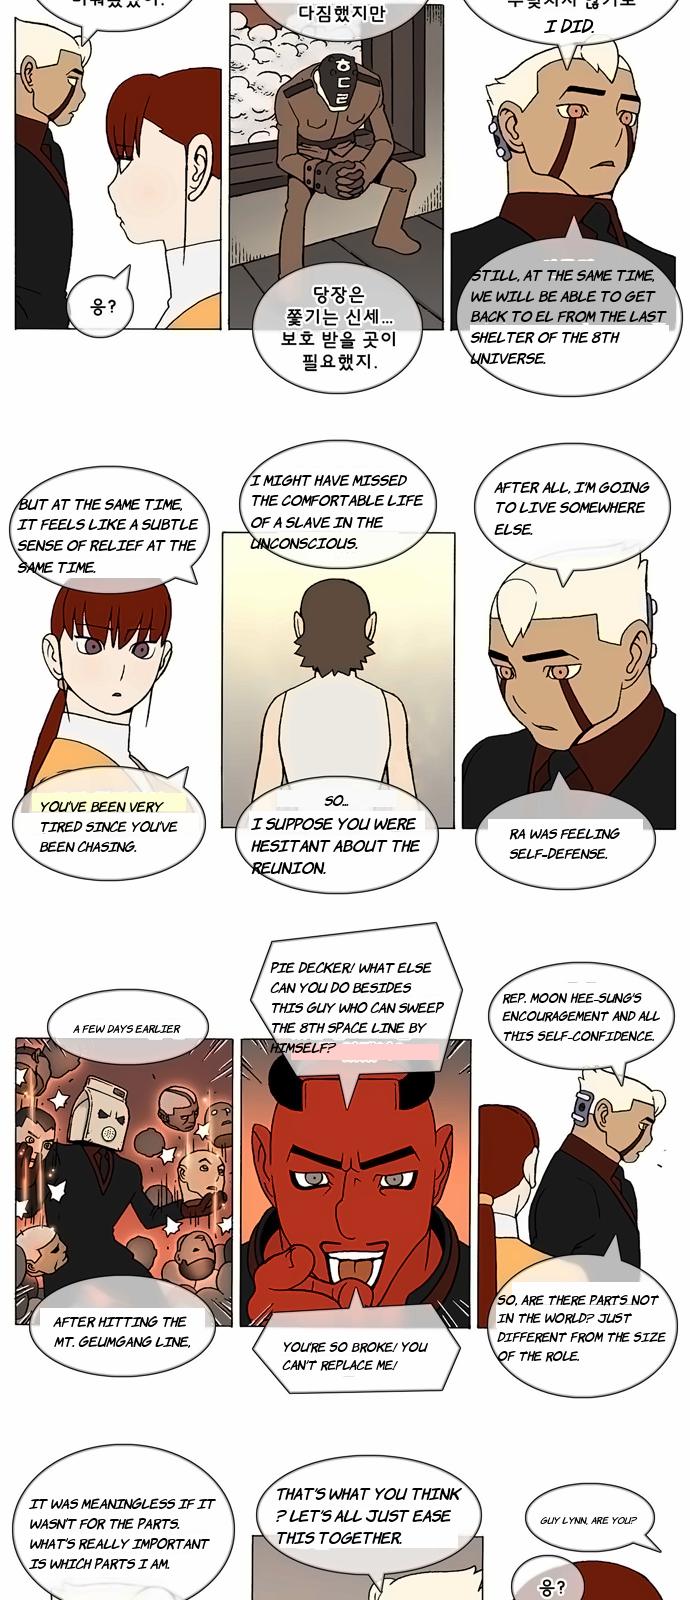 다짐했지만
I DID.
ㅎ
ㄷ
ㄹ
응?
당장은
쫓기는 신세...
보호 받을 곳이
필요했지.
STILL, AT THE SAME TIME,
WE WILL BE ABLE TO GET
BACK TO EL FROM THE LAST
SHELTER OF THE 8TH
UNIVERSE.
BUT AT THE SAME TIME,
IT FEELS LIKE A SUBTLE
SENSE OF RELIEF AT THE
SAME TIME.
YOU'VE BEEN VERY
TIRED SINCE YOU'VE
BEEN CHASING.
I MIGHT HAVE MISSED
THE COMFORTABLE LIFE
OF A SLAVE IN THE
UNCONSCIOUS.
SO...
I SUPPOSE YOU WERE
HESITANT ABOUT THE
REUNION.
AFTER ALL, I'M GOING
TO LIVE SOMEWHERE
ELSE.
RA WAS FEELING
SELF-DEFENSE.
A FEW DAYS EARLIER
AFTER HITTING THE
MT. GEUMGANG LINE,
PIE DECKER! WHAT ELSE
CAN YOU DO BESIDES
THIS GUY WHO CAN SWEEP
THE 8TH SPACE LINE BY
HIMSELF?
YOU'RE SO BROKE! YOU
CAN'T REPLACE ME!
REP. MOON HEE-SUNG'S
ENCOURAGEMENT AND ALL
THIS SELF-CONFIDENCE.
SO, ARE THERE PARTS NOT
IN THE WORLD? JUST
DIFFERENT FROM THE SIZE
OF THE ROLE.
IT WAS MEANINGLESS IF IT
WASN'T FOR THE PARTS.
WHAT'S REALLY IMPORTANT
IS WHICH PARTS I AM.
THAT'S WHAT YOU THINK
? LET'S ALL JUST EASE
THIS TOGETHER.
GUY LYNN, ARE YOU?
응?